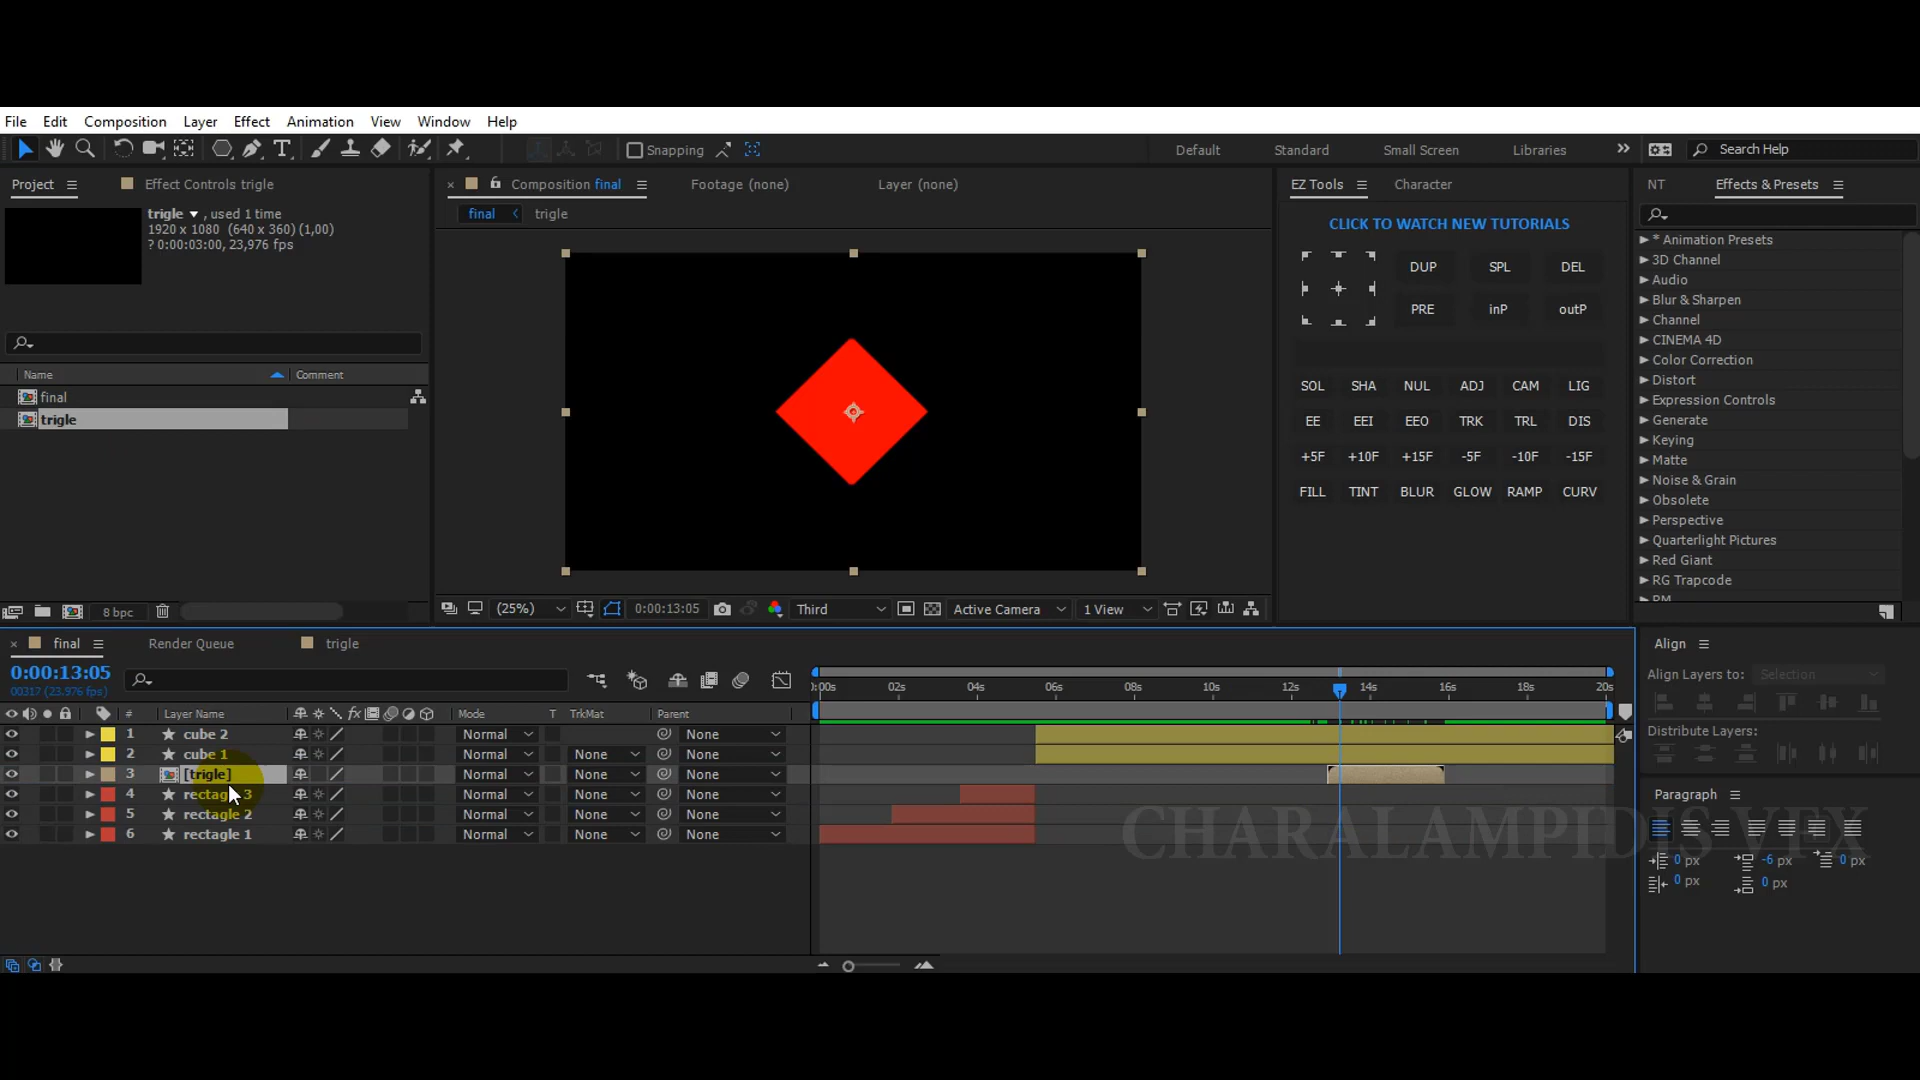 File Edit Composition Layer Effect Animation View Window Help
Snapping Default Standard Small Screen Libraries Search Help
Project Effect Controls trigle
trigle , used 1 time
1920 x 1080 (640 x 360) (1,00)
? 0:00:03:00, 23,976 fps
Name Comment
final
trigle
8 bpc
Composition final Footage (none) Layer (none)
final trigle
(25%) 0:00:13:05 Third Active Camera 1 View
EZ Tools Character
CLICK TO WATCH NEW TUTORIALS
DUP SPL DEL
PRE inP outP
SOL SHA NUL ADJ CAM LIG
EE EEI EEO TRK TRL DIS
+5F +10F +15F -5F -10F -15F
FILL TINT BLUR GLOW RAMP CURV
NT Effects & Presets
* Animation Presets
3D Channel
Audio
Blur & Sharpen
Channel
CINEMA 4D
Color Correction
Distort
Expression Controls
Generate
Keying
Matte
Noise & Grain
Obsolete
Perspective
Quarterlight Pictures
Red Giant
RG Trapcode
final Render Queue trigle
0:00:13:05
00317 (23.976 fps)
:00s 02s 04s 06s 08s 10s 12s 14s 16s 18s 20s
# Layer Name fx Mode T TrkMat Parent
1 cube 2 Normal None
2 cube 1 Normal None None
3 [trigle] Normal None None
4 rectagle 3 Normal None None
5 rectagle 2 Normal None None
6 rectagle 1 Normal None None
CHARALAMPIDIS VFX
Align
Align Layers to: Selection
Distribute Layers:
Paragraph
0 px -6 px 0 px
0 px 0 px